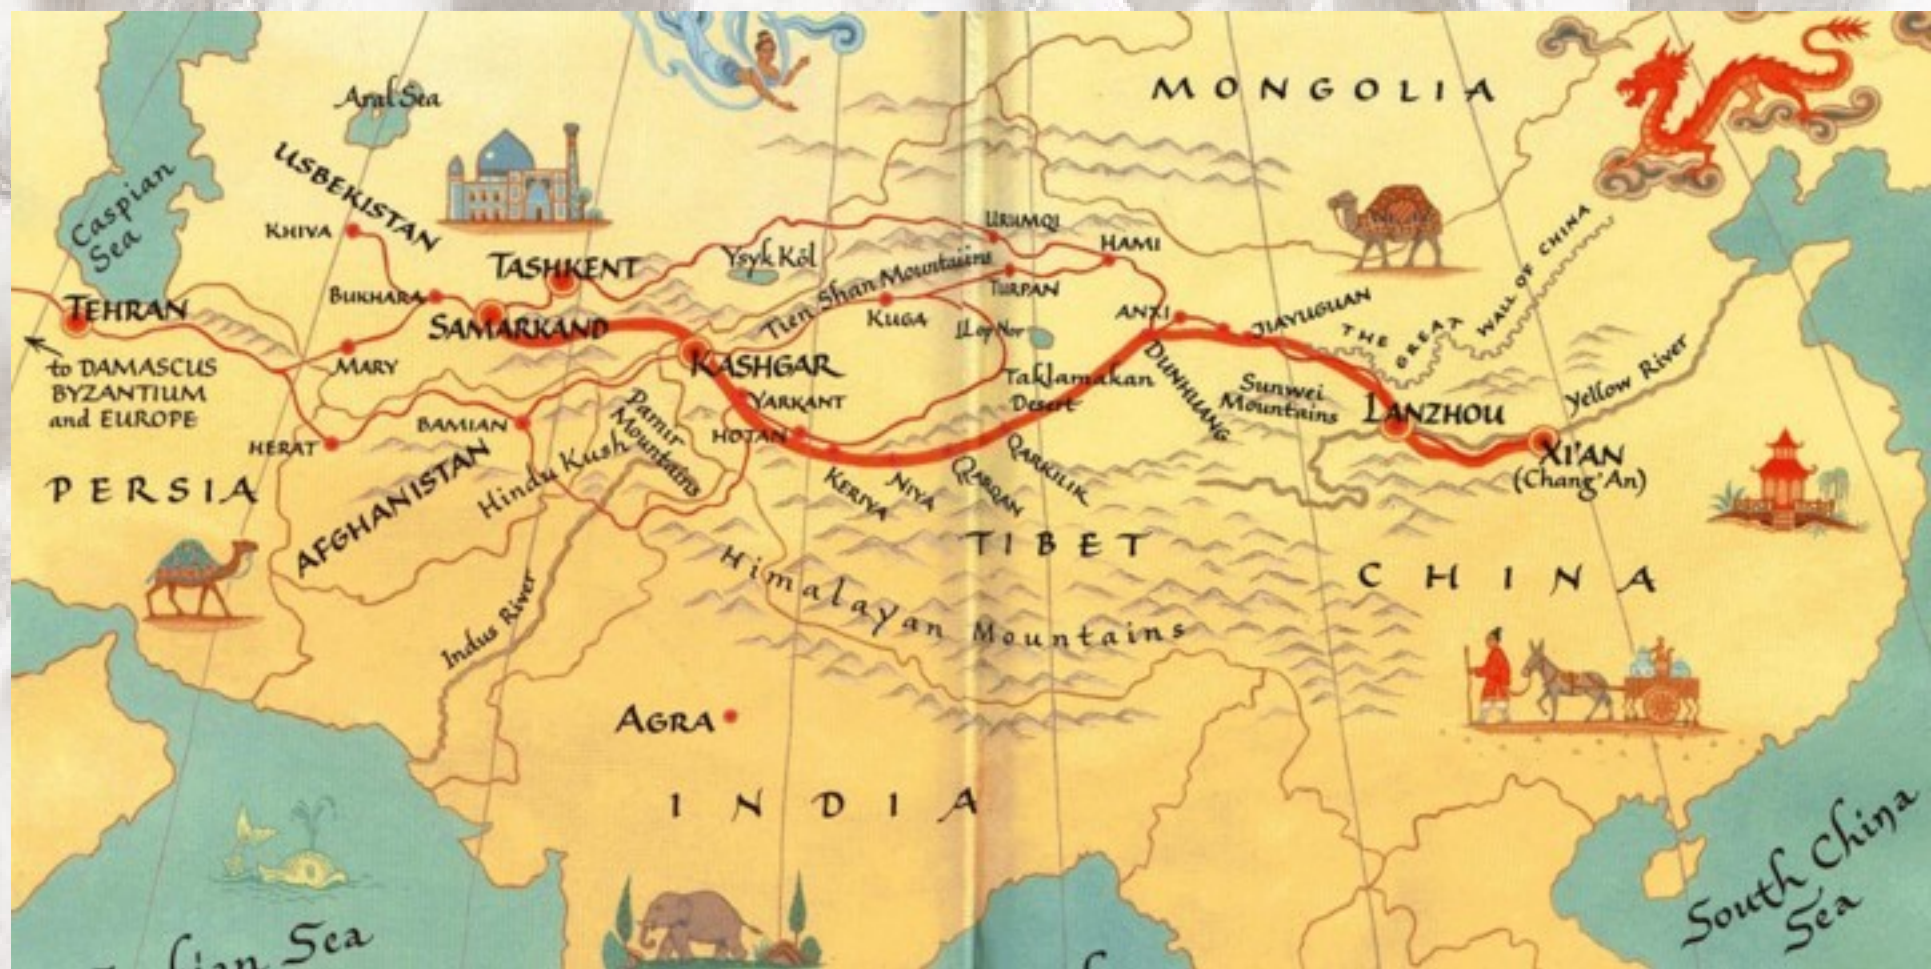 MONGOLIA
Aral Sea
USBEKISTAN
Caspian
Sea
KHIVA
TASHKENT
Ysyk Köl
URUMQI
HAMI
Tien Shan Mountaiins
TURPAN
TEHRAN
BUKHARA
SAMARKAND
KUGA
Lop Nor
ANXI
JIAYUGUAN
THE
GREAT
WALL OF CHINA
to DAMASCUS
BYZANTIUM
and EUROPE
MARY
KASHGAR
YARKANT
Taklamakan
Desert
DUNHUANG
Sunwei
Mountains
LANZHOU
Yellow River
HERAT
BAMIAN
Pamir
Mountains
HOTAN
XI'AN
(Chang'An)
PERSIA
AFGHANISTAN
Hindu Kush
KERIYA
NIYA
QARQAN
QARKILIK
TIBET
CHINA
Indus River
Himalayan Mountains
AGRA
INDIA
Sea
South China
Sea